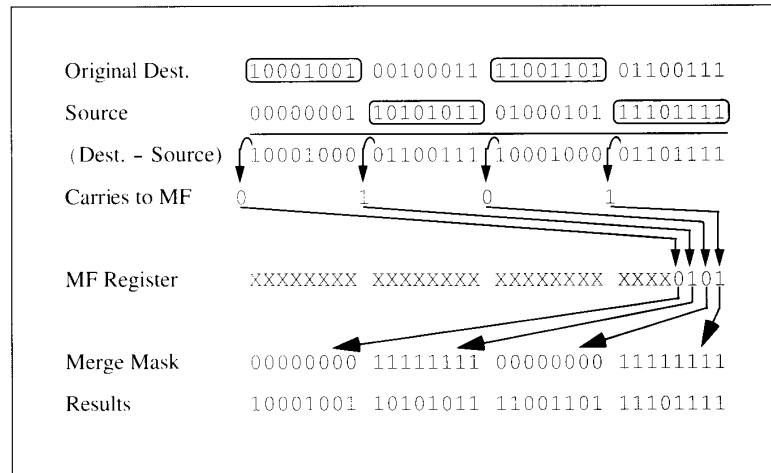 Original Dest. 10001001 00100011 11001101 01100111
Source 00000001 10101011 01000101 11101111
(Dest. – Source) 10001000 01100111 10001000 01101111
Carries to MF 0 1 0 1
MF Register XXXXXXXX XXXXXXXX XXXXXXXX XXXX0101
Merge Mask 00000000 11111111 00000000 11111111
Results 10001001 10101011 11001101 11101111